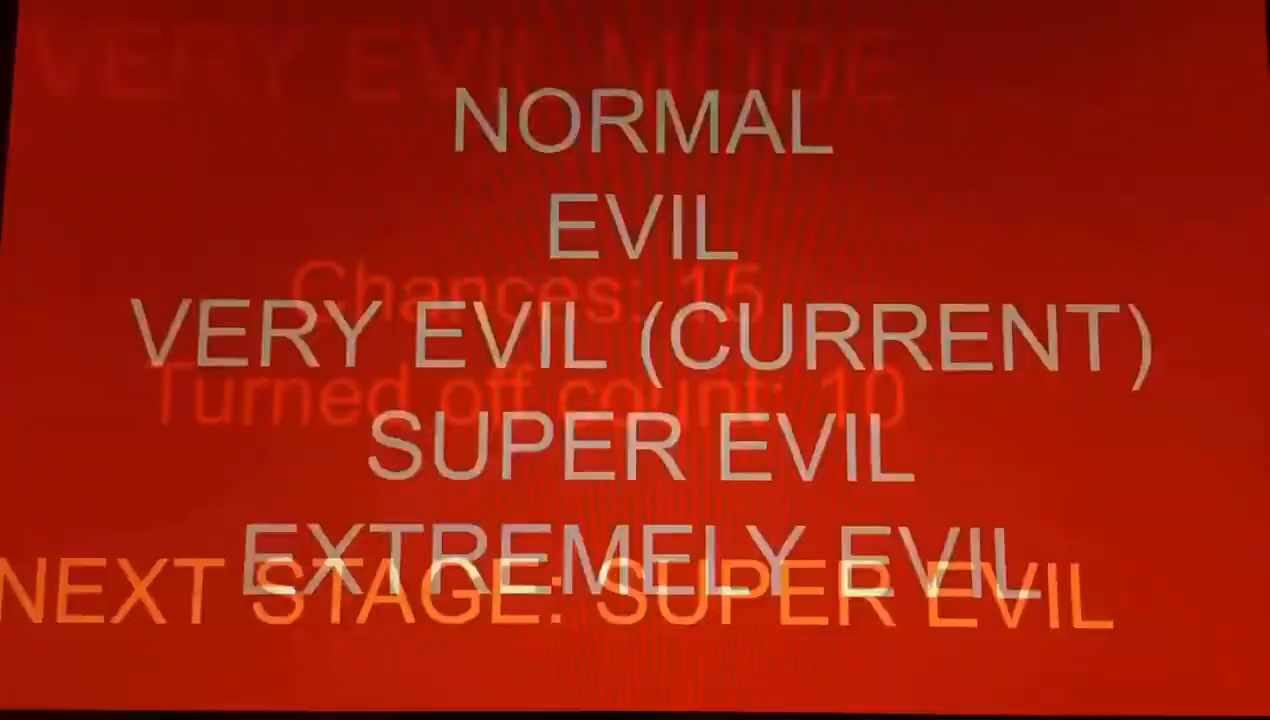 VERY EVIL MODE
NORMAL
EVIL
Chances: 15
VERY EVIL (CURRENT)
Turned off count: 10
SUPER EVIL
EXTREMELY EVIL
NEXT STAGE: SUPER EVIL